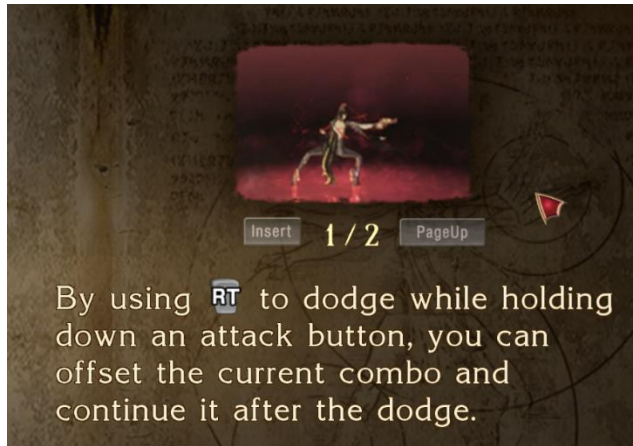 Insert 1/2 PageUp
By using RT to dodge while holding
down an attack button, you can
offset the current combo and
continue it after the dodge.